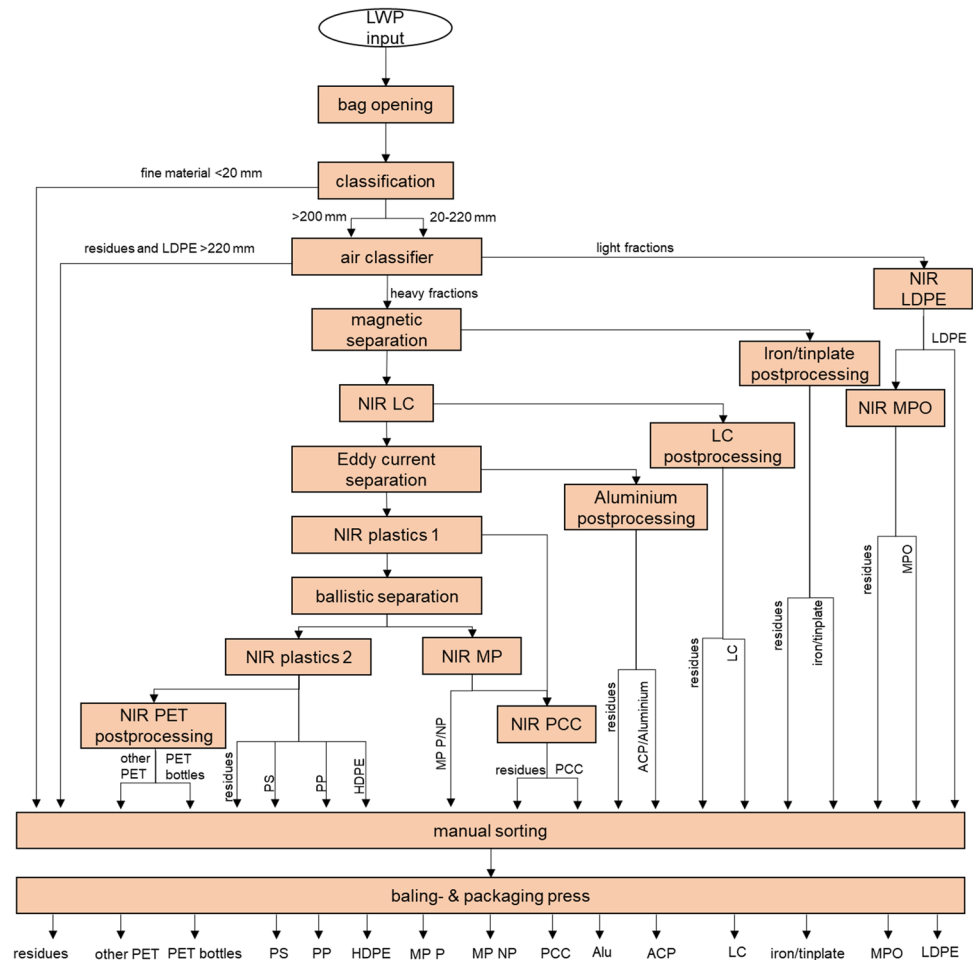 LWP
input
bag opening
fine material <20 mm
classification
>200 mm
20-220 mm
residues and LDPE >220 mm
air classifier
light fractions
NIR
LDPE
heavy fractions
magnetic
separation
LDPE
Iron/tinplate
postprocessing
NIR LC
NIR MPO
LC
postprocessing
Eddy current
separation
Aluminium
postprocessing
NIR plastics 1
residues
MPO
ballistic separation
residues
iron/tinplate
NIR plastics 2
NIR MP
residues
LC
NIR PET
postprocessing
MP P/NP
NIR PCC
residues
ACP/Aluminium
other
PET
PET
bottles
residues
PS
PP
HDPE
residues
PCC
manual sorting
baling- & packaging press
residues
other PET
PET bottles
PS
PP
HDPE
MP P
MP NP
PCC
Alu
ACP
LC
iron/tinplate
MPO
LDPE